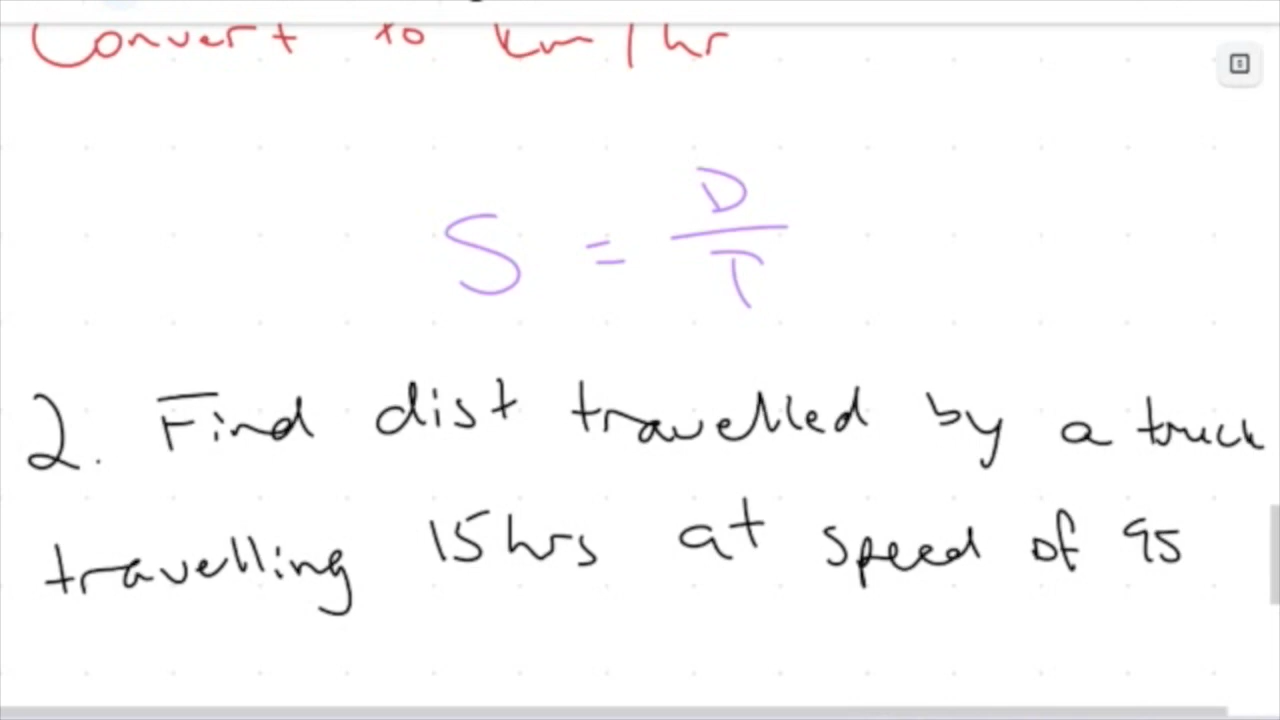 Convert to km/hr
S = D/T
2. Find dist travelled by a truck
travelling 15hrs at speed of 95